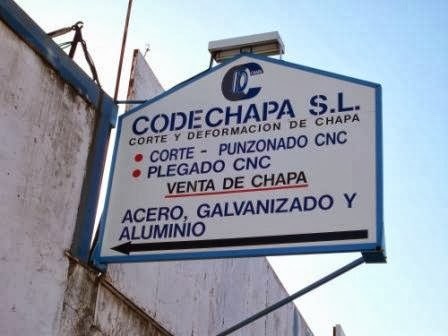 CODECHAPA S.L.
CORTE Y DEFORMACION DE CHAPA
CORTE - PUNZONADO CNC
PLEGADO CNC
VENTA DE CHAPA
ACERO, GALVANIZADO Y
ALUMINIO